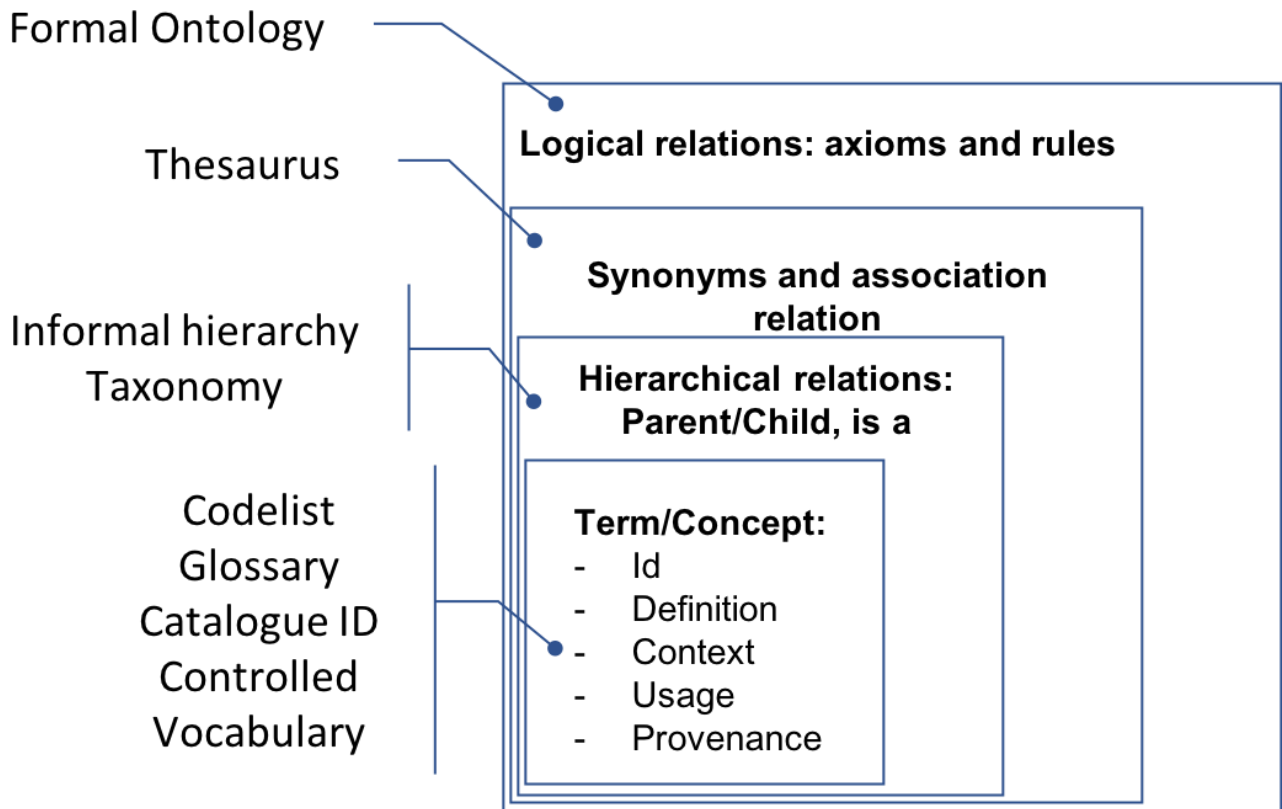 Formal Ontology
Logical relations: axioms and rules
Thesaurus
Synonyms and association
relation
Informal hierarchy
Taxonomy
Hierarchical relations:
Parent/Child, is a
Codelist
Glossary
Catalogue ID
Controlled
Vocabulary
Term/Concept:
- Id
- Definition
- Context
- Usage
- Provenance